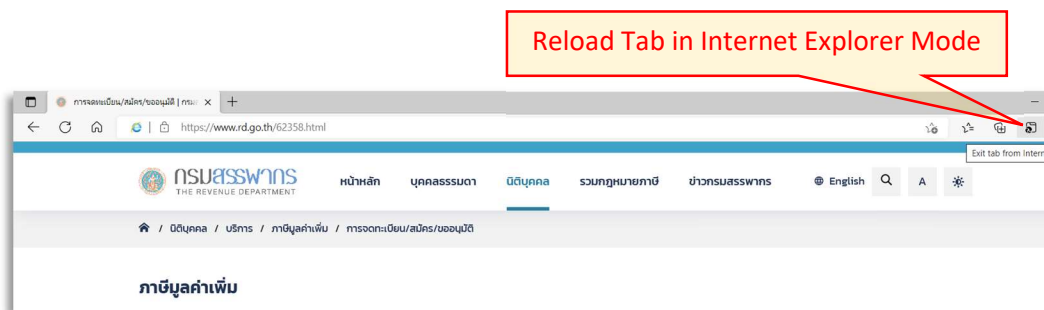 Reload Tab in Internet Explorer Mode
การจดทะเบียน/สมัคร/ขออนุมัติ | กรม
https://www.rd.go.th/62358.html
Exit tab from Intern
กรมสรรพากร
THE REVENUE DEPARTMENT
หน้าหลัก บุคคลธรรมดา นิติบุคคล รวมกฎหมายภาษี ข่าวกรมสรรพากร English A
/ นิติบุคคล / บริการ / ภาษีมูลค่าเพิ่ม / การจดทะเบียน/สมัคร/ขออนุมัติ
ภาษีมูลค่าเพิ่ม